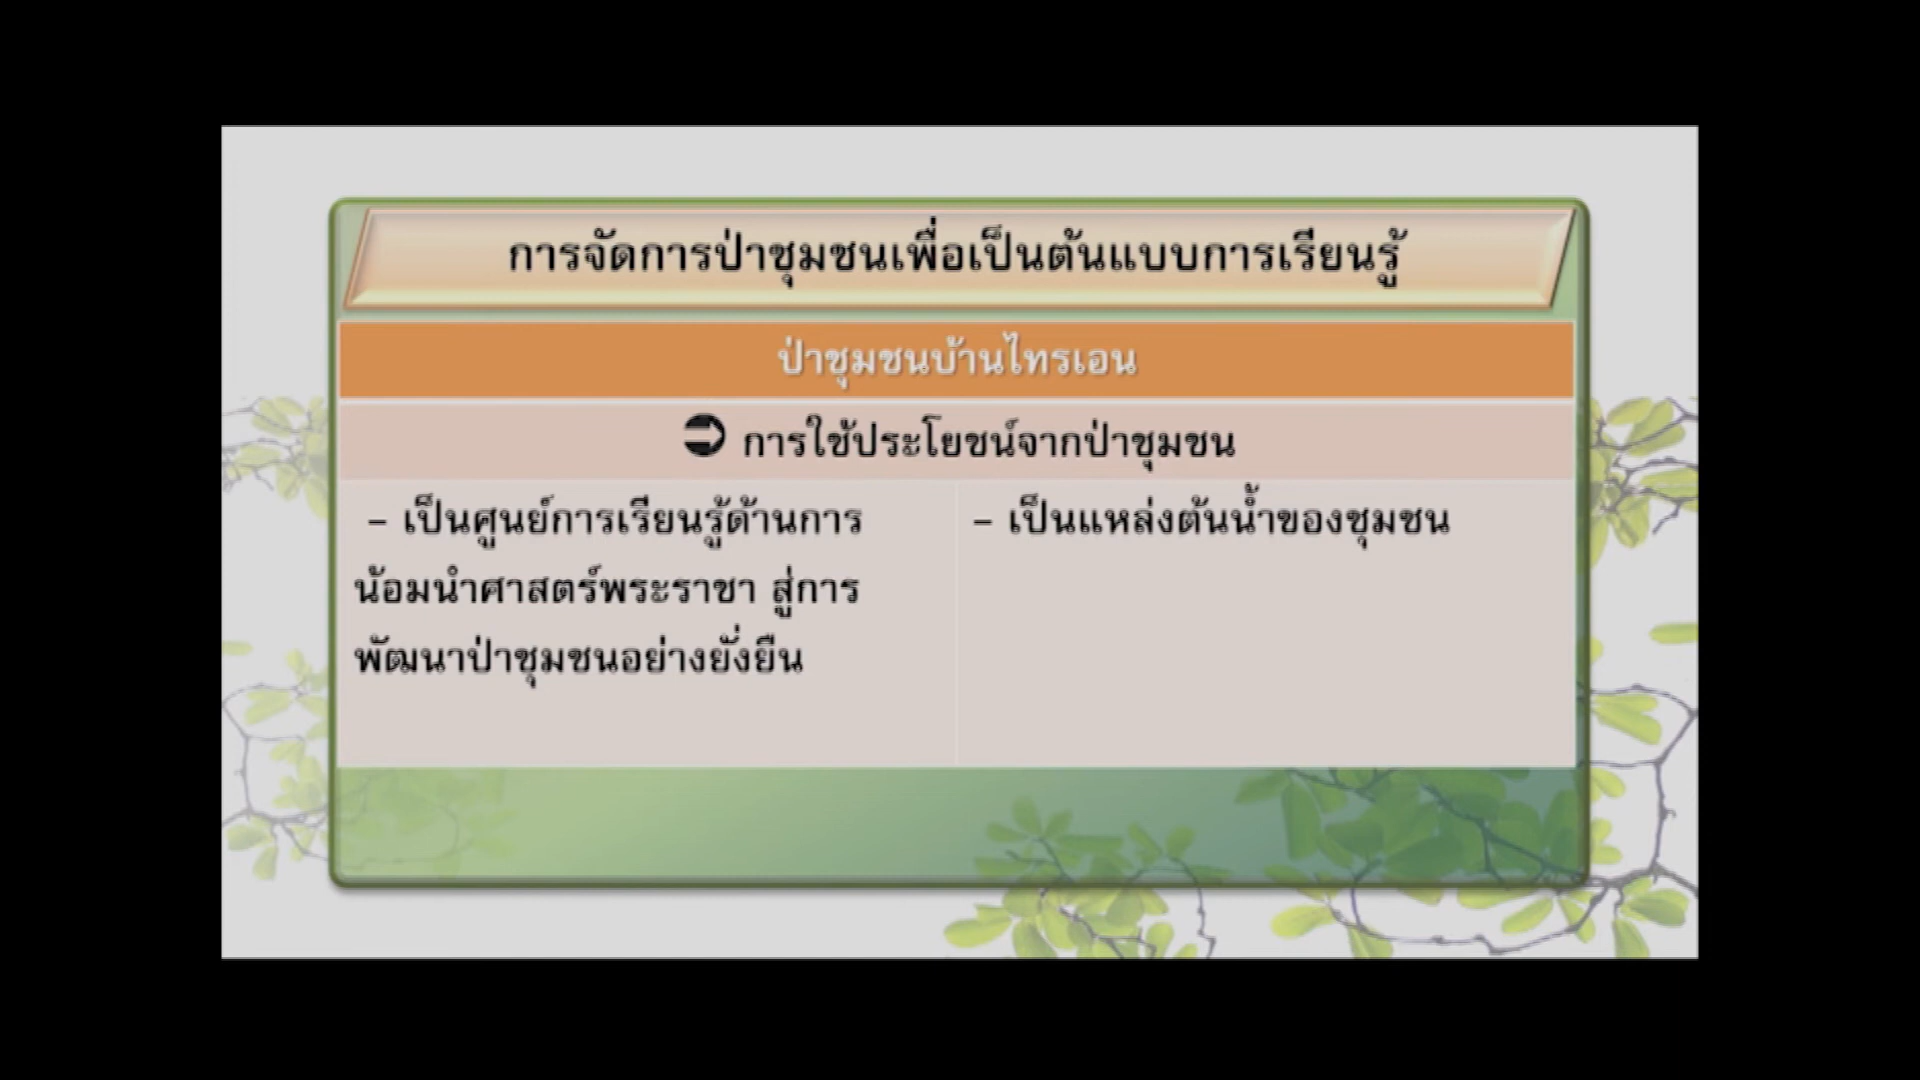 การจัดการป่าชุมชนเพื่อเป็นต้นแบบการเรียนรู้
ป่าชุมชนบ้านไทรเอน
➲ การใช้ประโยชน์จากป่าชุมชน
– เป็นศูนย์การเรียนรู้ด้านการ
น้อมนำศาสตร์พระราชา สู่การ
พัฒนาป่าชุมชนอย่างยั่งยืน
– เป็นแหล่งต้นน้ำของชุมชน